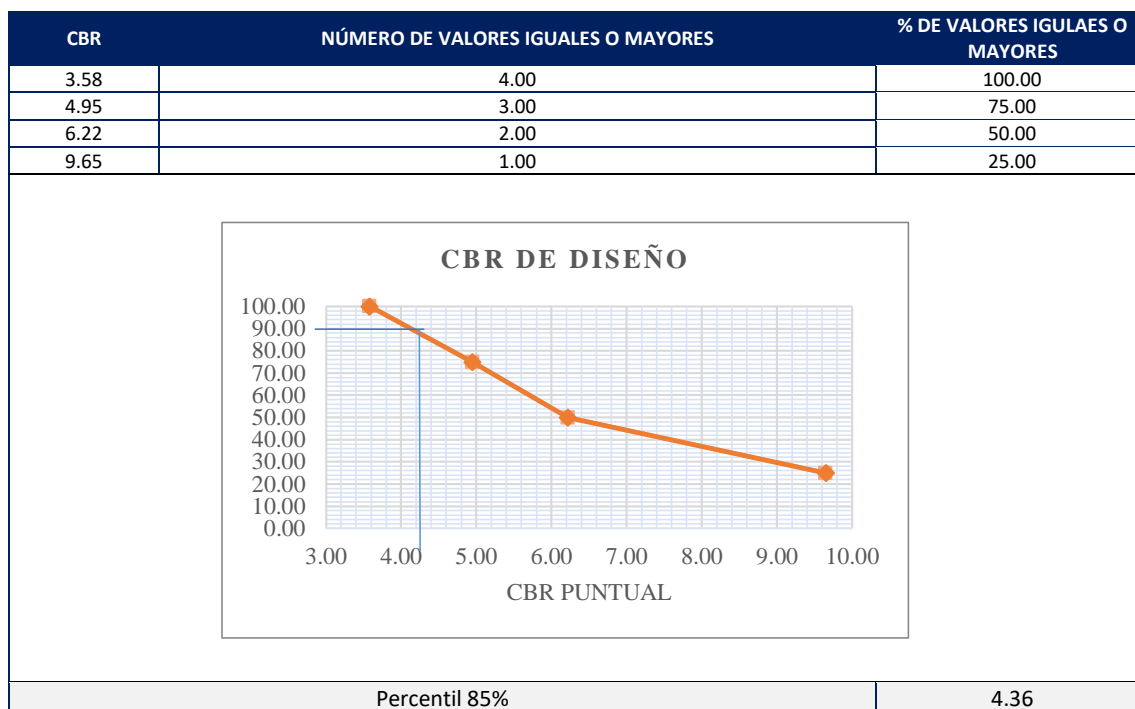 CBR NÚMERO DE VALORES IGUALES O MAYORES % DE VALORES IGULAES O
MAYORES
3.58 4.00 100.00
4.95 3.00 75.00
6.22 2.00 50.00
9.65 1.00 25.00
CBR DE DISEÑO
100.00
90.00
80.00
70.00
60.00
50.00
40.00
30.00
20.00
10.00
0.00
3.00 4.00 5.00 6.00 7.00 8.00 9.00 10.00
CBR PUNTUAL
Percentil 85% 4.36